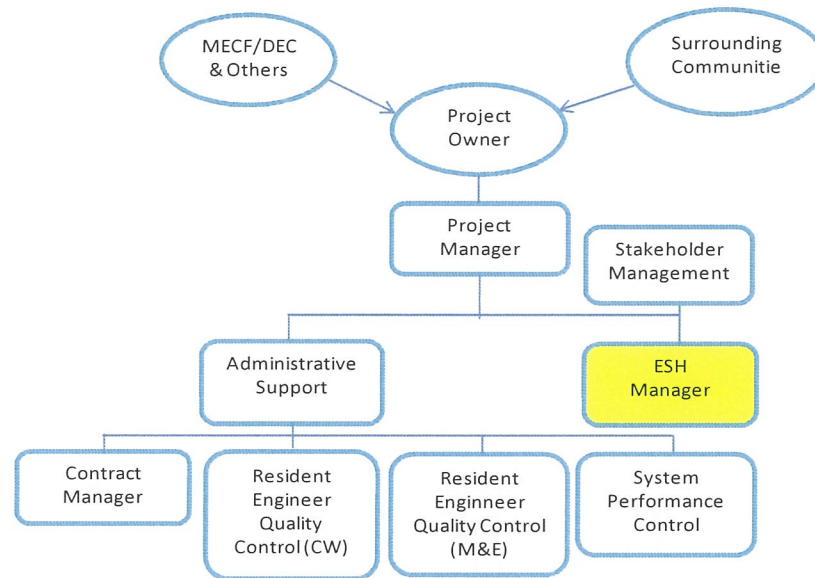 MECF/DEC
& Others
Surrounding
Communitie
Project
Owner
Project
Manager
Stakeholder
Management
Administrative
Support
ESH
Manager
Contract
Manager
Resident
Engineer
Quality
Control (CW)
Resident
Enginneer
Quality Control
(M&E)
System
Performance
Control